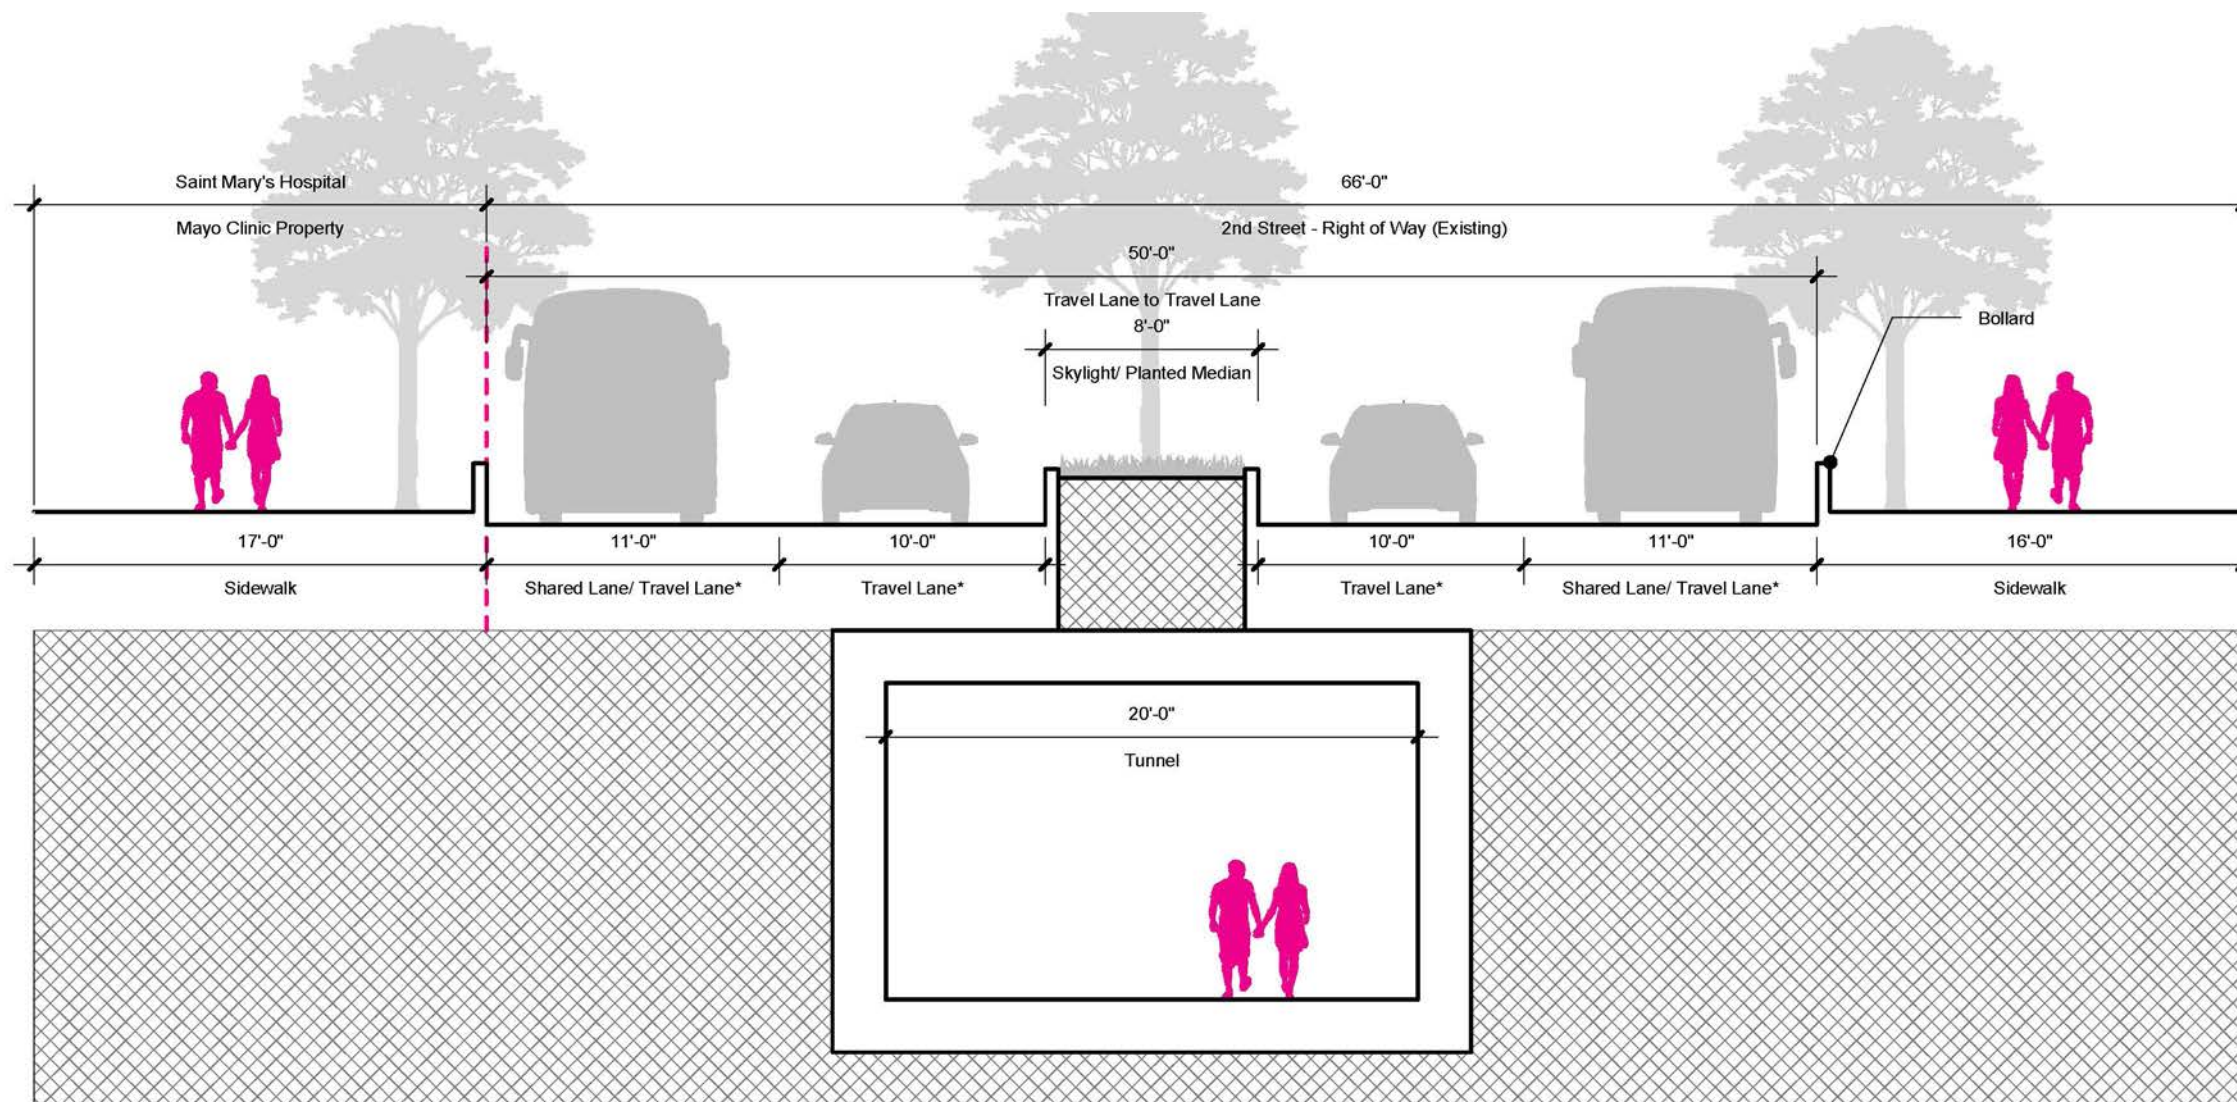 Saint Mary's Hospital
66'-0"
Mayo Clinic Property
2nd Street - Right of Way (Existing)
50'-0"
Travel Lane to Travel Lane
8'-0"
Bollard
Skylight/ Planted Median
17'-0"
11'-0"
10'-0"
10'-0"
11'-0"
16'-0"
Sidewalk
Shared Lane/ Travel Lane*
Travel Lane*
Travel Lane*
Shared Lane/ Travel Lane*
Sidewalk
20'-0"
Tunnel